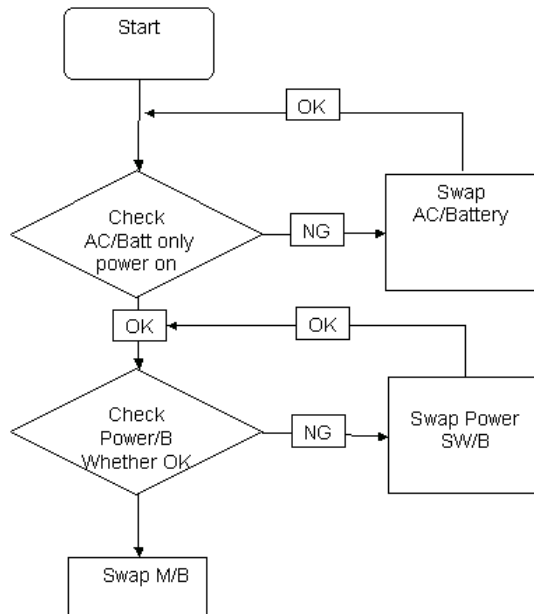 Start
OK
Check
AC/Batt only
power on
NG
Swap
AC/Battery
OK
OK
Check
Power/B
Whether OK
NG
Swap Power
SW/B
Swap M/B